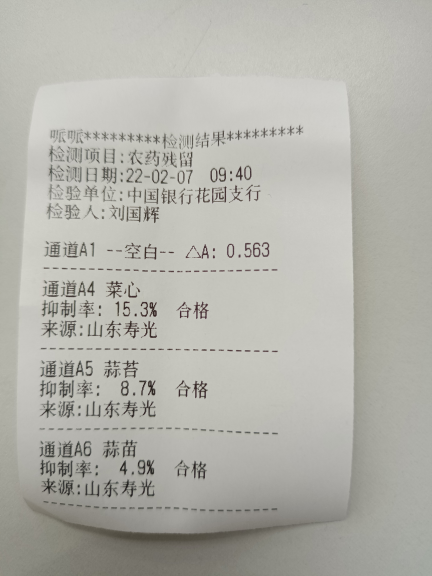 哌哌*********检测结果*********
检测项目:农药残留
检测日期:22-02-07 09:40
检验单位:中国银行花园支行
检验人:刘国辉
通道A1 --空白-- △A: 0.563
通道A4 菜心
抑制率: 15.3% 合格
来源:山东寿光
通道A5 蒜苔
抑制率: 8.7% 合格
来源:山东寿光
通道A6 蒜苗
抑制率: 4.9% 合格
来源:山东寿光